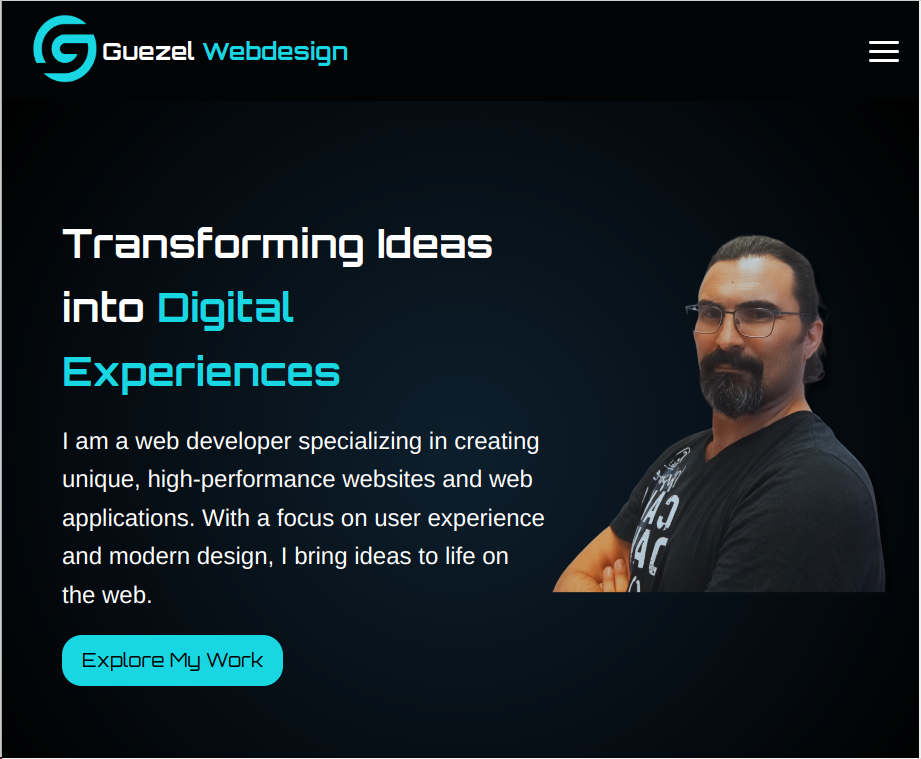 Guezel Webdesign
Transforming Ideas
into Digital
Experiences
I am a web developer specializing in creating
unique, high-performance websites and web
applications. With a focus on user experience
and modern design, I bring ideas to life on
the web.
Explore My Work